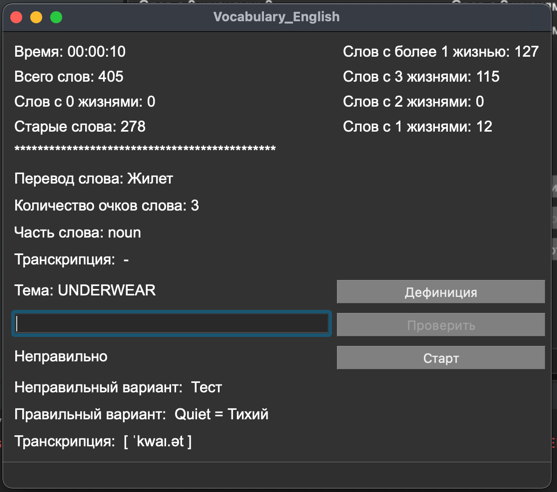 Vocabulary_English
Время: 00:00:10
Слов с более 1 жизнью: 127
Всего слов: 405
Слов с 3 жизнями: 115
Слов с 0 жизнями: 0
Слов с 2 жизнями: 0
Старые слова: 278
Слов с 1 жизнями: 12
*********************************************
Перевод слова: Жилет
Количество очков слова: 3
Часть слова: noun
Транскрипция: -
Тема: UNDERWEAR
Дефиниция
Проверить
Неправильно
Старт
Неправильный вариант: Тест
Правильный вариант: Quiet = Тихий
Транскрипция: [ ˈkwaɪ.ət ]